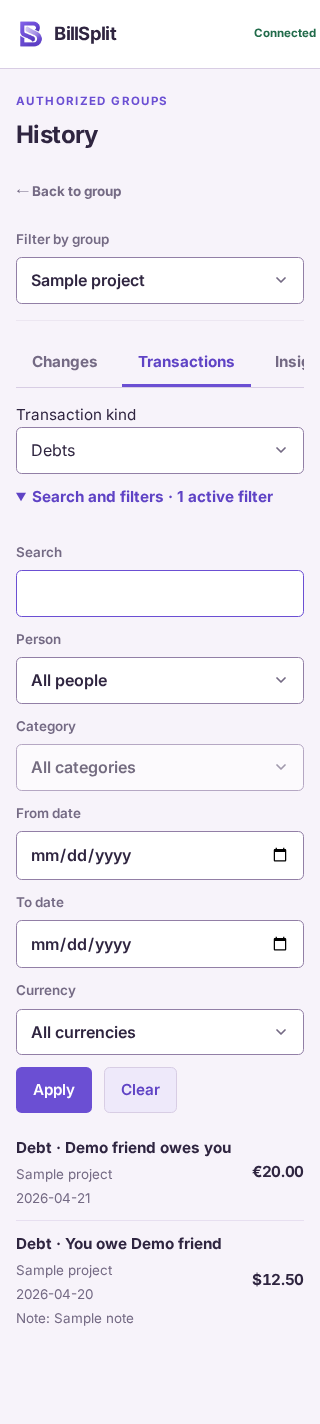 BillSplit
Connected
AUTHORIZED GROUPS
History
← Back to group
Filter by group
Sample project
Changes Transactions Insig
Transaction kind
Debts
▼ Search and filters · 1 active filter
Search
Person
All people
Category
All categories
From date
mm/dd/yyyy
To date
mm/dd/yyyy
Currency
All currencies
Apply Clear
Debt · Demo friend owes you
€20.00
Sample project
2026-04-21
Debt · You owe Demo friend
$12.50
Sample project
2026-04-20
Note: Sample note